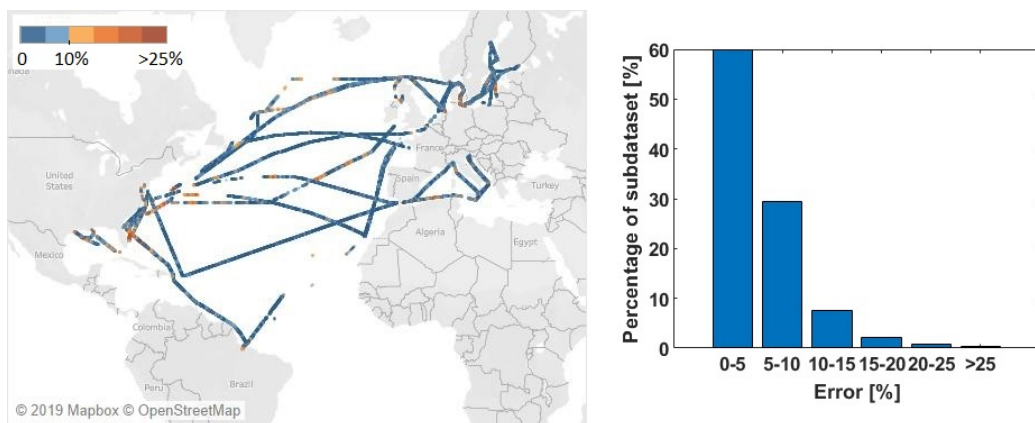 0 10% >25%
United
States
Mexico
Colombia
Peru
Brazil
France
Spain
Turkey
Algeria
Egypt
© 2019 Mapbox © OpenStreetMap
Percentage of subdataset [%]
60
50
40
30
20
10
0
0-5 5-10 10-15 15-20 20-25 >25
Error [%]